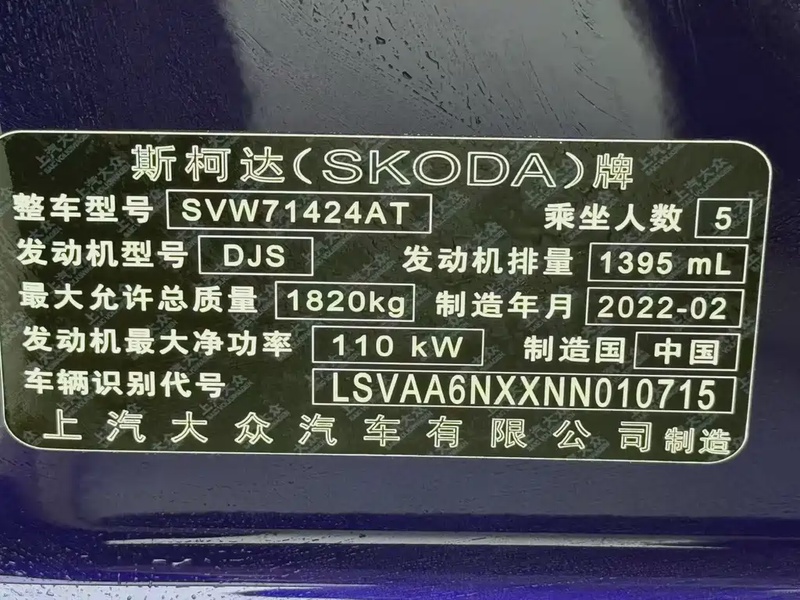 斯柯达(SKODA)牌
整车型号 SVW71424AT 乘坐人数 5
发动机型号 DJS 发动机排量 1395 mL
最大允许总质量 1820kg 制造年月 2022-02
发动机最大净功率 110 kW 制造国 中国
车辆识别代号 LSVAA6NXXNN010715
上汽大众汽车有限公司制造